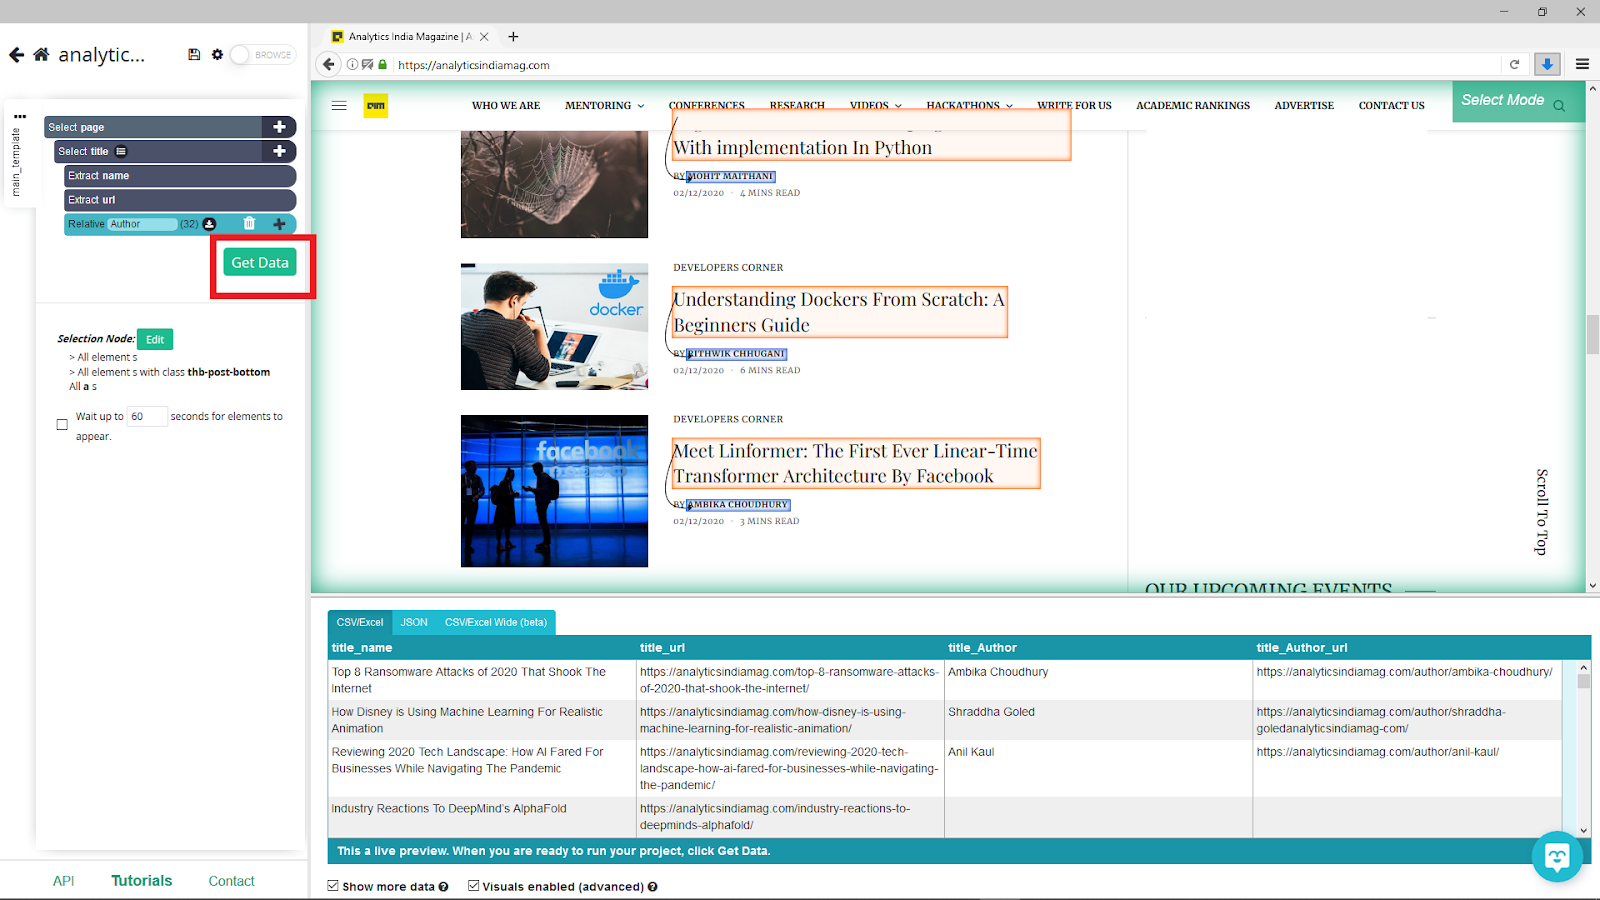 analytic...
BROWSE
main_template
Select page
Select title
Extract name
Extract url
Relative Author (32)
Get Data
Selection Node: Edit
> All element s
> All element s with class thb-post-bottom
All a s
Wait up to 60 seconds for elements to
appear.
API Tutorials Contact
Analytics India Magazine | A
https://analyticsindiamag.com
WHO WE ARE MENTORING CONFERENCES RESEARCH VIDEOS HACKATHONS WRITE FOR US ACADEMIC RANKINGS ADVERTISE CONTACT US
Select Mode
With implementation In Python
BY MOHIT MAITHANI
02/12/2020 · 4 MINS READ
docker
DEVELOPERS CORNER
Understanding Dockers From Scratch: A
Beginners Guide
BY RITHWIK CHHUGANI
02/12/2020 · 6 MINS READ
facebook
DEVELOPERS CORNER
Meet Linformer: The First Ever Linear-Time
Transformer Architecture By Facebook
BY AMBIKA CHOUDHURY
02/12/2020 · 3 MINS READ
Scroll To Top
OUR UPCOMING EVENTS
CSV/Excel JSON CSV/Excel Wide (beta)
title_name title_url title_Author title_Author_url
Top 8 Ransomware Attacks of 2020 That Shook The https://analyticsindiamag.com/top-8-ransomware-attacks- Ambika Choudhury https://analyticsindiamag.com/author/ambika-choudhury/
Internet of-2020-that-shook-the-internet/
How Disney is Using Machine Learning For Realistic https://analyticsindiamag.com/how-disney-is-using- Shraddha Goled https://analyticsindiamag.com/author/shraddha-
Animation machine-learning-for-realistic-animation/ goledanalyticsindiamag-com/
Reviewing 2020 Tech Landscape: How AI Fared For https://analyticsindiamag.com/reviewing-2020-tech- Anil Kaul https://analyticsindiamag.com/author/anil-kaul/
Businesses While Navigating The Pandemic landscape-how-ai-fared-for-businesses-while-navigating-
the-pandemic/
Industry Reactions To DeepMind's AlphaFold https://analyticsindiamag.com/industry-reactions-to-
deepminds-alphafold/
This a live preview. When you are ready to run your project, click Get Data.
Show more data Visuals enabled (advanced)